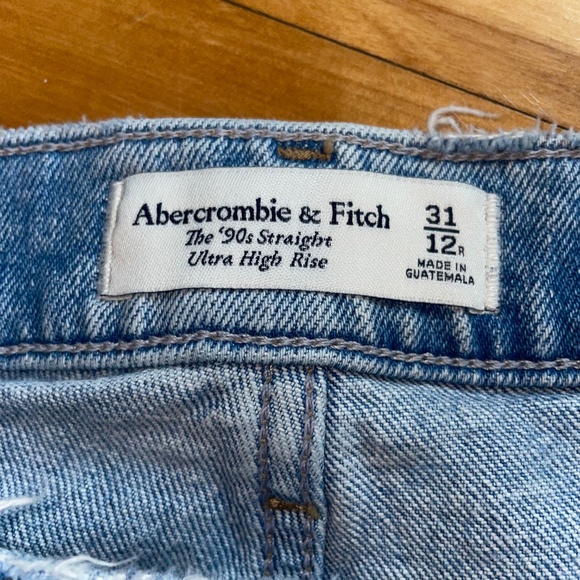 Abercrombie & Fitch
The '90s Straight
Ultra High Rise
31
12R
MADE IN
GUATEMALA